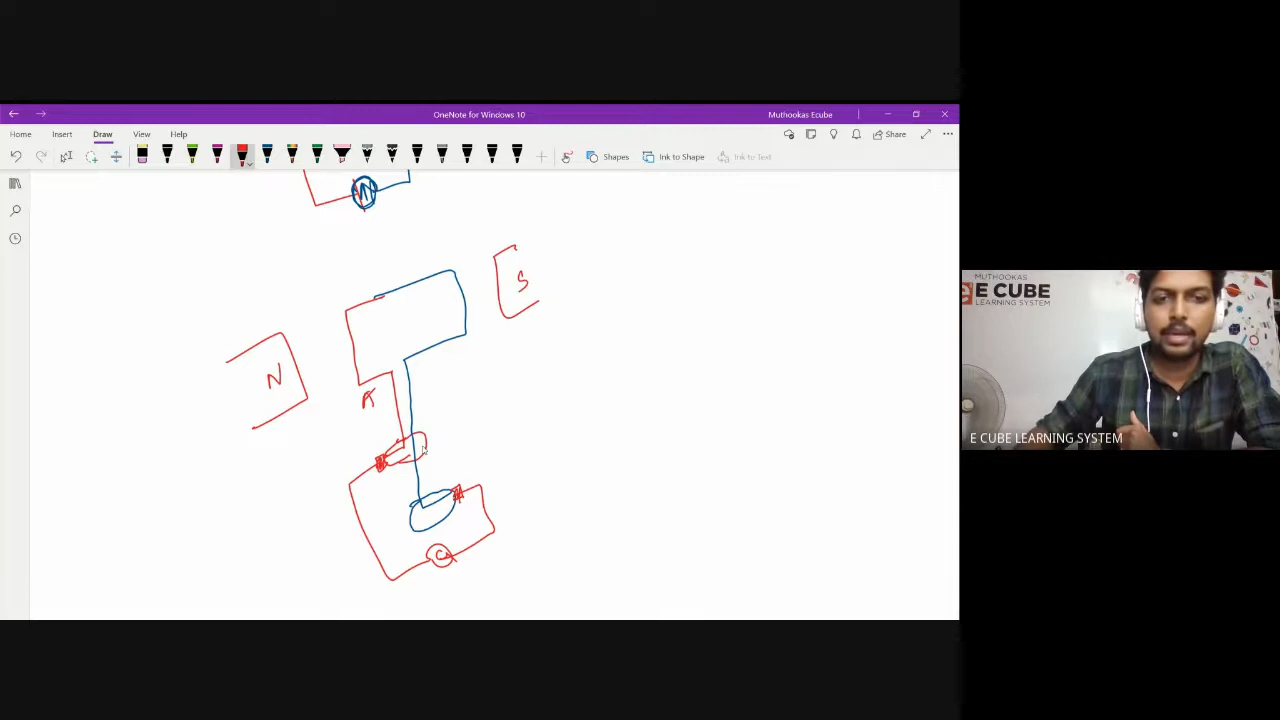 OneNote for Windows 10
Muthookas Ecube
Home Insert Draw View Help
Share
Shapes
Ink to Shape
Ink to Text
S
N
A
G
MUTHOOKAS
E CUBE
LEARNING SYSTEM
E CUBE LEARNING SYSTEM